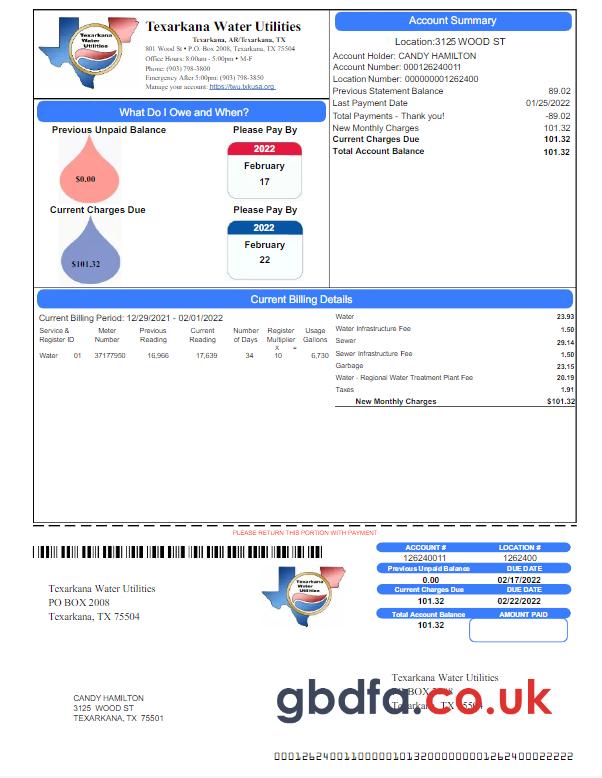 Texarkana Water Utilities
Texarkana, AR/Texarkana, TX
801 Wood St • P.O. Box 2008, Texarkana, TX 75504
Office Hours: 8:00am - 5:00pm • M-F
Phone: (903) 798-3800
Emergency After 5:00pm: (903) 798-3850
Manage your account: https://twu.txkusa.org
Texarkana
Water
Utilities
Account Summary
Location:3125 WOOD ST
Account Holder: CANDY HAMILTON
Account Number: 000126240011
Location Number: 000000001262400
Previous Statement Balance 89.02
Last Payment Date 01/25/2022
Total Payments - Thank you! -89.02
New Monthly Charges 101.32
Current Charges Due 101.32
Total Account Balance 101.32
What Do I Owe and When?
Previous Unpaid Balance Please Pay By
$0.00
2022
February
17
Current Charges Due Please Pay By
$101.32
2022
February
22
Current Billing Details
Current Billing Period: 12/29/2021 - 02/01/2022
Service & Meter Previous Current Number Register Usage
Register ID Number Reading Reading of Days Multiplier Gallons
X =
Water 01 37177950 16,966 17,639 34 10 6,730
Water 23.93
Water Infrastructure Fee 1.50
Sewer 29.14
Sewer Infrastructure Fee 1.50
Garbage 23.15
Water - Regional Water Treatment Plant Fee 20.19
Taxes 1.91
New Monthly Charges $101.32
PLEASE RETURN THIS PORTION WITH PAYMENT
Texarkana Water Utilities
PO BOX 2008
Texarkana, TX 75504
Texarkana
Water
Utilities
ACCOUNT # LOCATION #
126240011 1262400
Previous Unpaid Balance DUE DATE
0.00 02/17/2022
Current Charges Due DUE DATE
101.32 02/22/2022
Total Account Balance AMOUNT PAID
101.32
CANDY HAMILTON
3125 WOOD ST
TEXARKANA, TX 75501
Texarkana Water Utilities
PO BOX 2008
Texarkana, TX 75504
gbdfa.co.uk